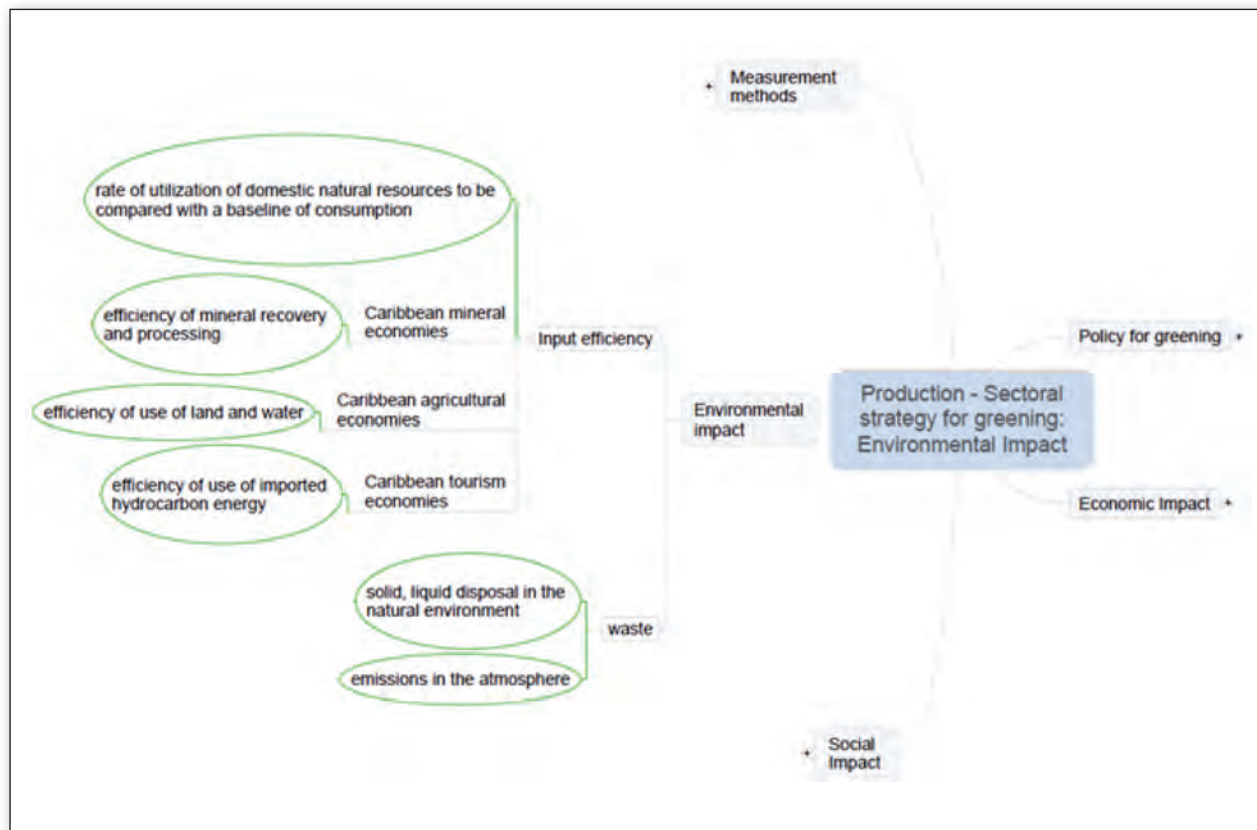 Measurement
methods
rate of utilization of domestic natural resources to be
compared with a baseline of consumption
efficiency of mineral recovery
and processing
Caribbean mineral
economies
Input efficiency
efficiency of use of land and water
Caribbean agricultural
economies
efficiency of use of imported
hydrocarbon energy
Caribbean tourism
economies
Environmental
impact
solid, liquid disposal in the
natural environment
waste
emissions in the atmosphere
Policy for greening
Production - Sectoral
strategy for greening:
Environmental Impact
Economic Impact
Social
Impact